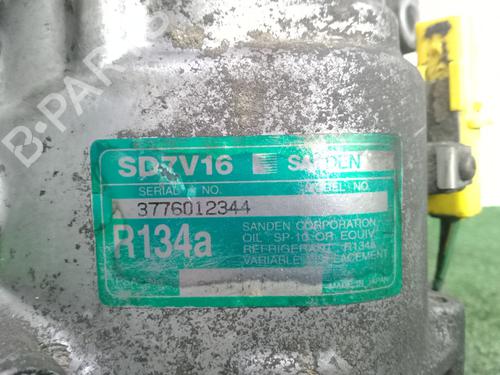 SD7V16 SANDEN
SERIAL NO. MODEL NO.
3776012344
R134a
SANDEN CORPORATION
OIL SP-10 OR EQUIV.
REFRIGERANT R134a
VARIABLE DISPLACEMENT
MADE IN JAPAN
B-PARTS